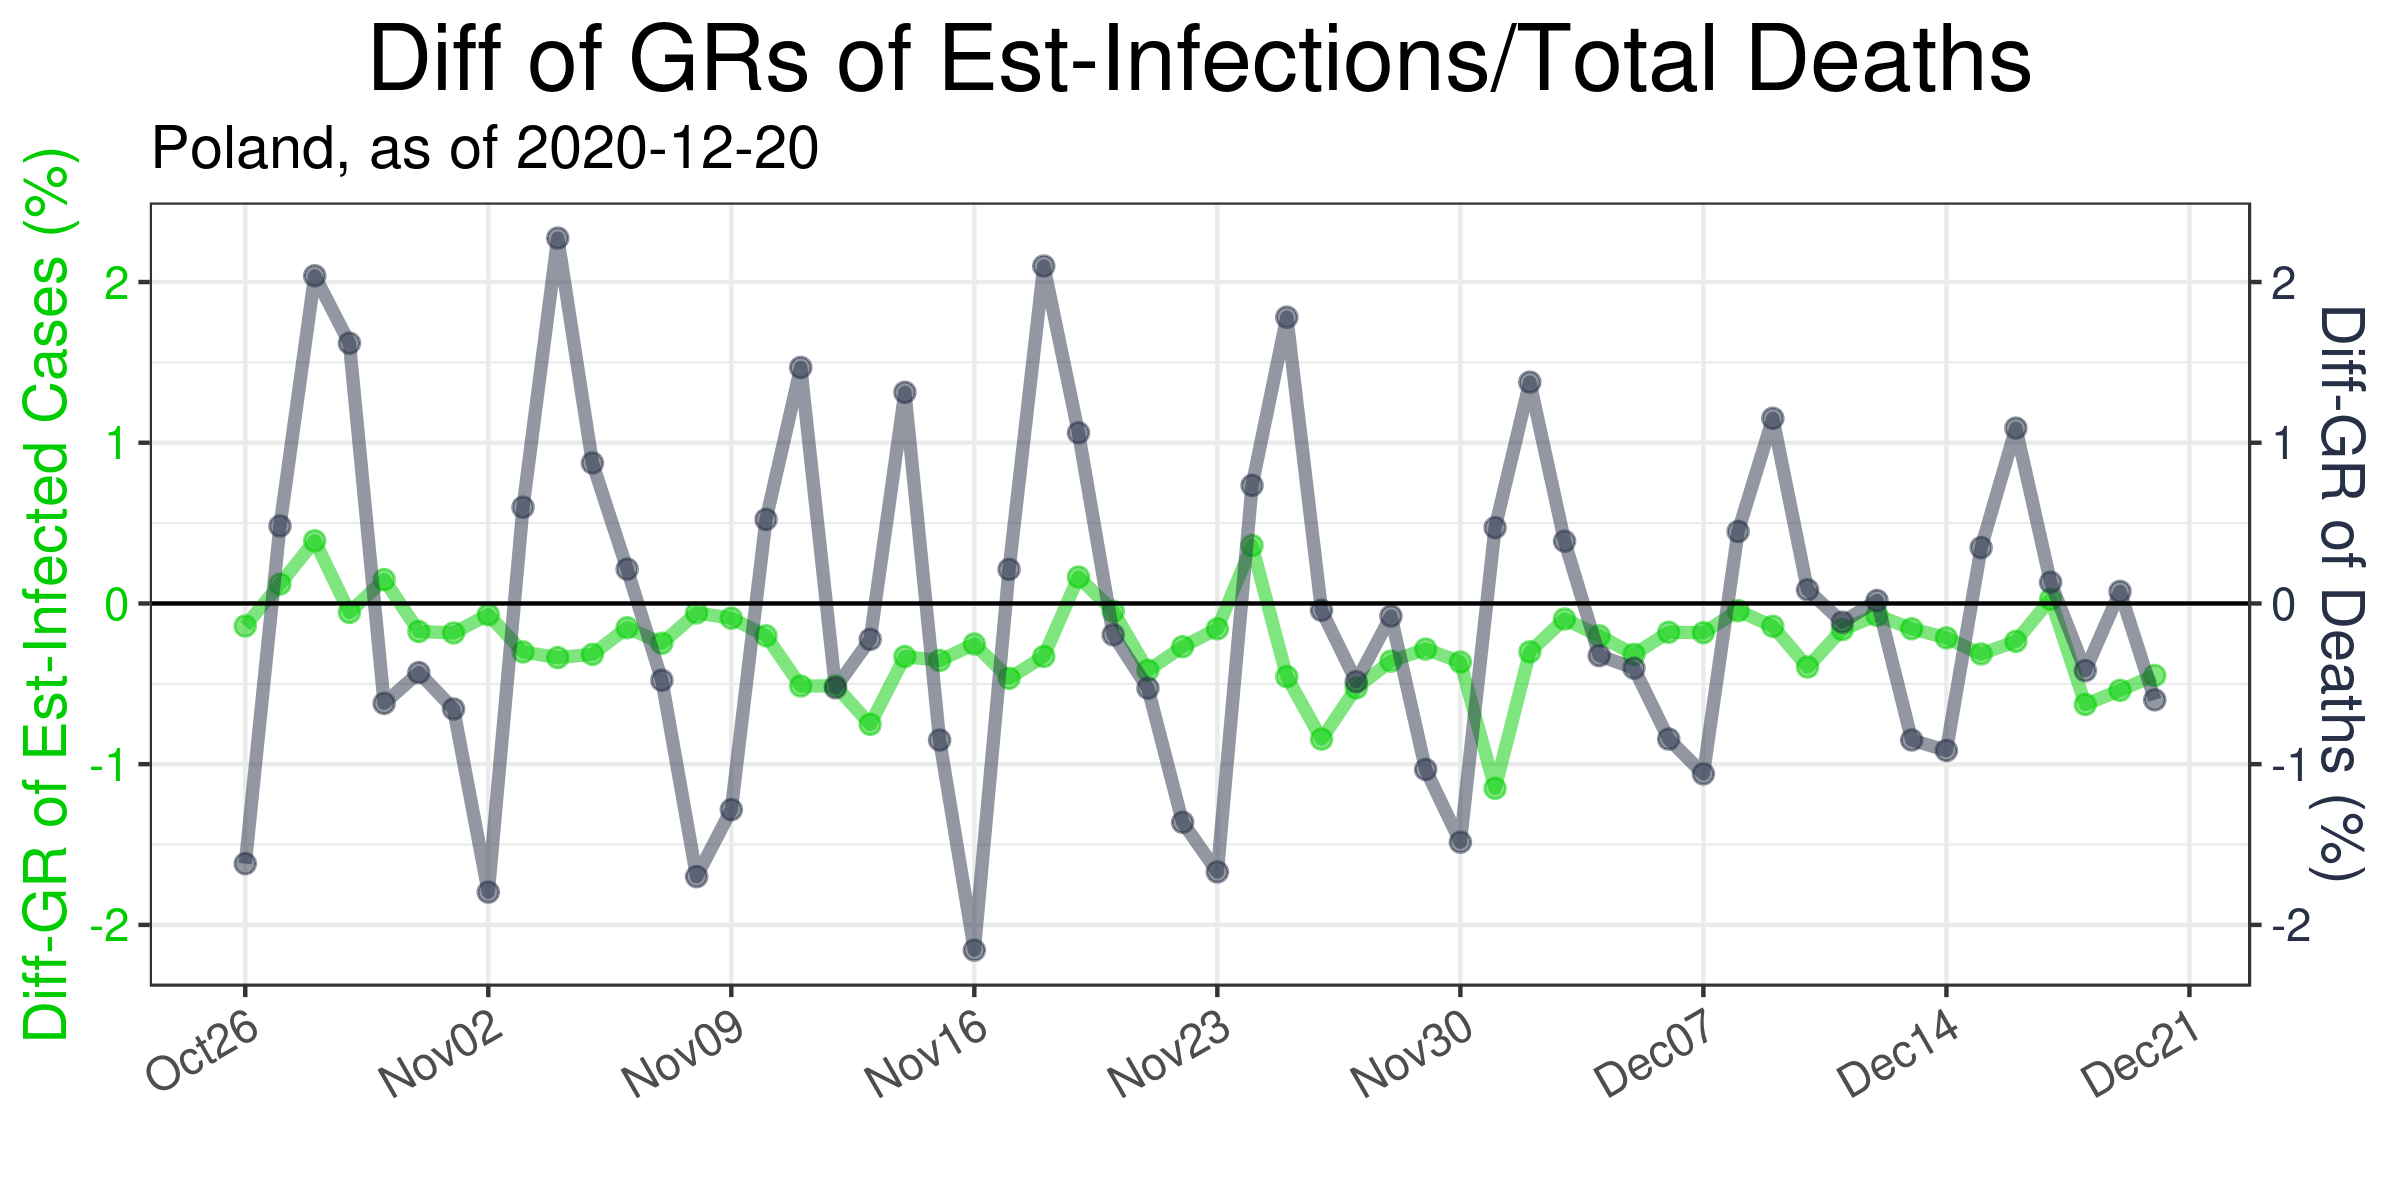 Diff of GRs of Est-Infections/Total Deaths
Poland, as of 2020-12-20
Diff-GR of Est-Infected Cases (%)
2
1
0
-1
-2
2
1
0
-1
-2
Diff-GR of Deaths (%)
Oct26
Nov02
Nov09
Nov16
Nov23
Nov30
Dec07
Dec14
Dec21